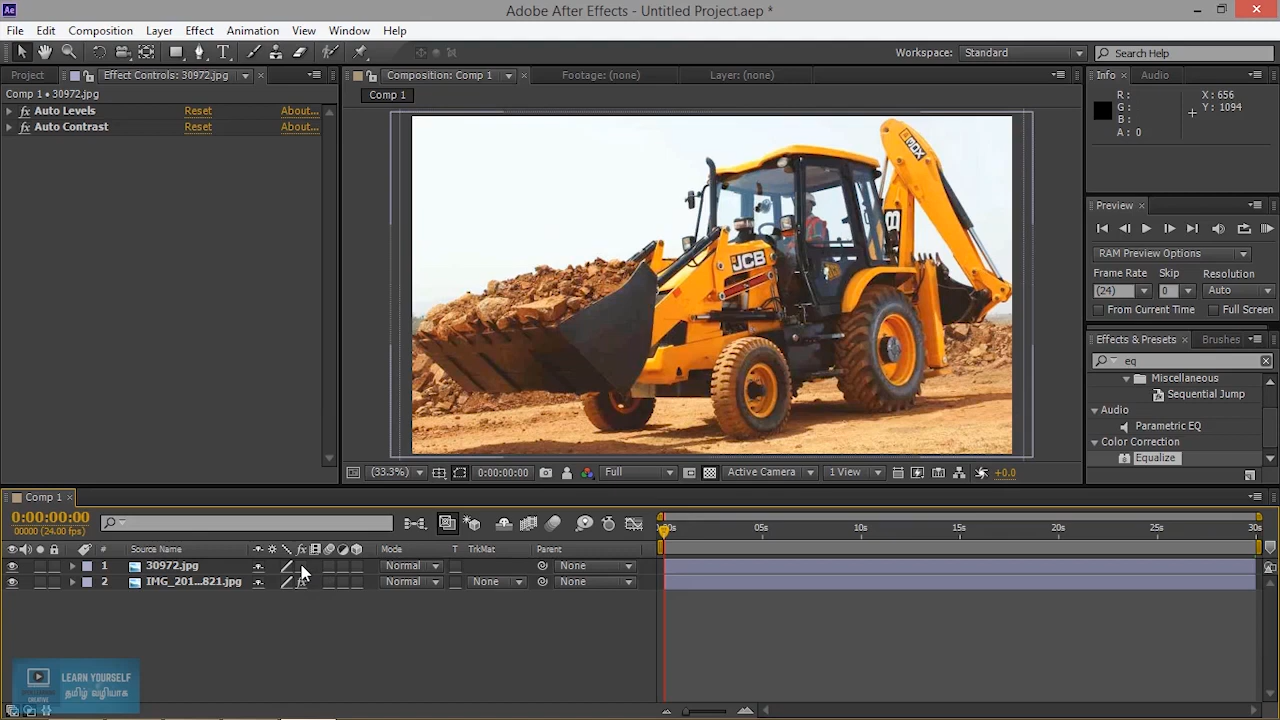 Adobe After Effects - Untitled Project.aep *
File Edit Composition Layer Effect Animation View Window Help
Workspace: Standard Search Help
Project Effect Controls: 30972.jpg Composition: Comp 1 Footage: (none) Layer: (none) Info Audio
Comp 1 • 30972.jpg
Comp 1
Auto Levels Reset About...
Auto Contrast Reset About...
R: X: 656
G: Y: 1094
B:
A: 0
JCB
Preview
RAM Preview Options
Frame Rate Skip Resolution
(24) 0 Auto
From Current Time Full Screen
Effects & Presets Brushes
eq
Miscellaneous
Sequential Jump
Audio
Parametric EQ
Color Correction
Equalize
(33.3%) 0:00:00:00 Full Active Camera 1 View +0.0
Comp 1
0:00:00:00
00000 (24.00 fps)
05s 10s 15s 20s 25s 30s
# Source Name Mode T TrkMat Parent
1 30972.jpg Normal None
2 IMG_201...821.jpg Normal None None
LEARN YOURSELF
தமிழ் வழியாக
CREATIVE